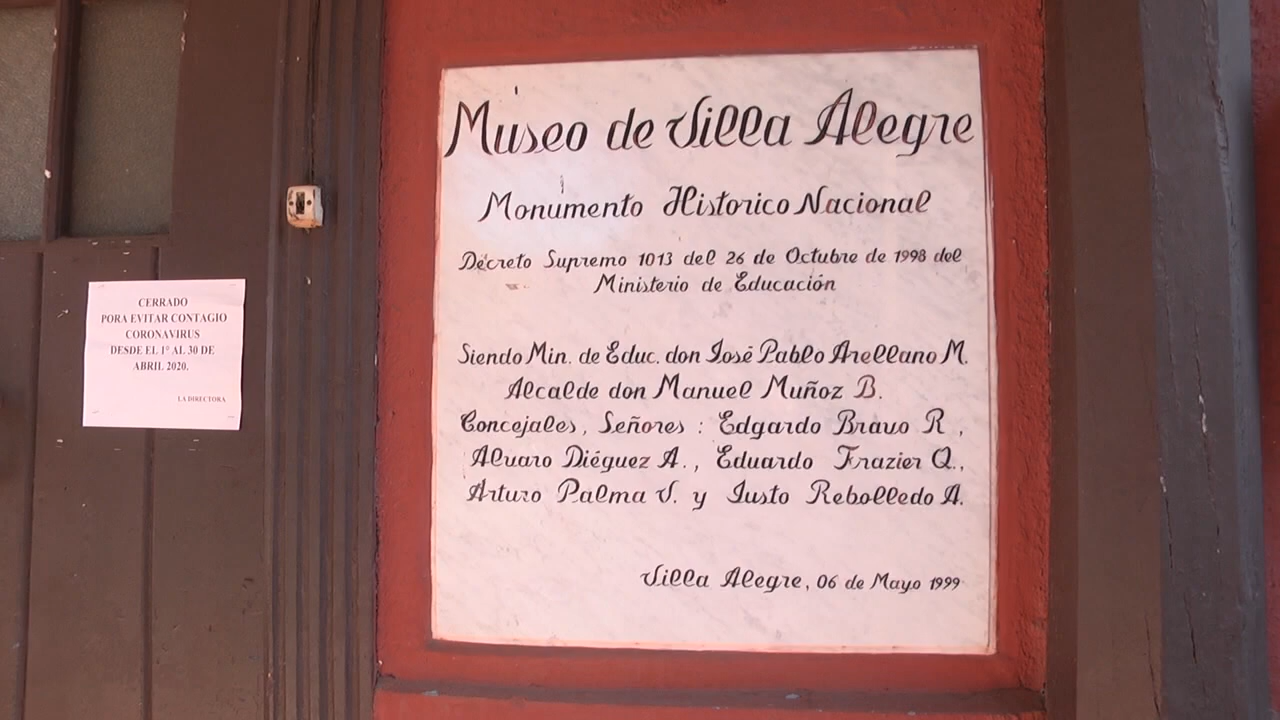 CERRADO
PORA EVITAR CONTAGIO
CORONAVIRUS
DESDE EL 1° AL 30 DE
ABRIL 2020.
LA DIRECTORA
Museo de Villa Alegre
Monumento Historico Nacional
Decreto Supremo 1013 del 26 de Octubre de 1998 del
Ministerio de Educación
Siendo Min. de Educ. don José Pablo Arellano M.
Alcalde don Manuel Muñoz B.
Concejales, Señores : Edgardo Bravo R ,
Alvaro Diéguez A. , Eduardo Frazier Q.,
Arturo Palma V. y Justo Rebolledo A.
Villa Alegre, 06 de Mayo 1999